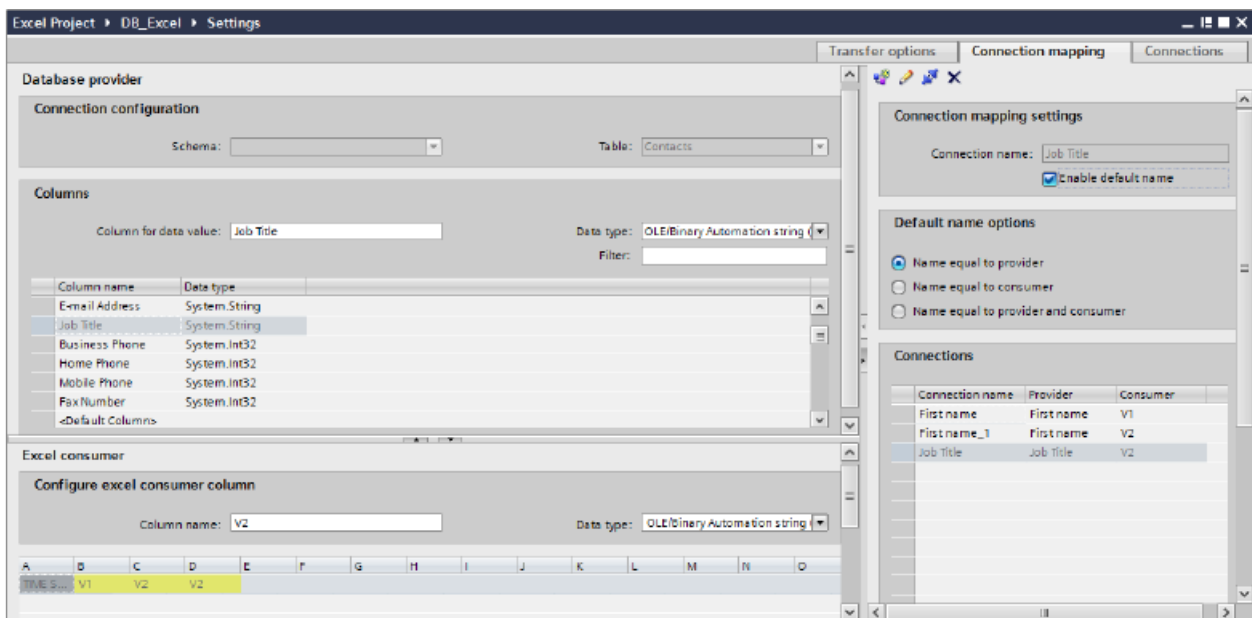 Excel Project ▸ DB_Excel ▸ Settings
Transfer options
Connection mapping
Connections
Database provider
Connection configuration
Schema:
Table: Contacts
Columns
Column for data value: Job Title
Data type: OLE/Binary Automation string (
Filter:
Column name Data type
E-mail Address System.String
Job Title System.String
Business Phone System.Int32
Home Phone System.Int32
Mobile Phone System.Int32
Fax Number System.Int32
<Default Column>
Excel consumer
Configure excel consumer column
Column name: V2
Data type: OLE/Binary Automation string (
A B C D E F G H I J K L M N O
TIME S... V1 V2 V2
Connection mapping settings
Connection name: Job Title
Enable default name
Default name options
Name equal to provider
Name equal to consumer
Name equal to provider and consumer
Connections
Connection name Provider Consumer
First name First name V1
First name_1 First name V2
Job Title Job Title V2